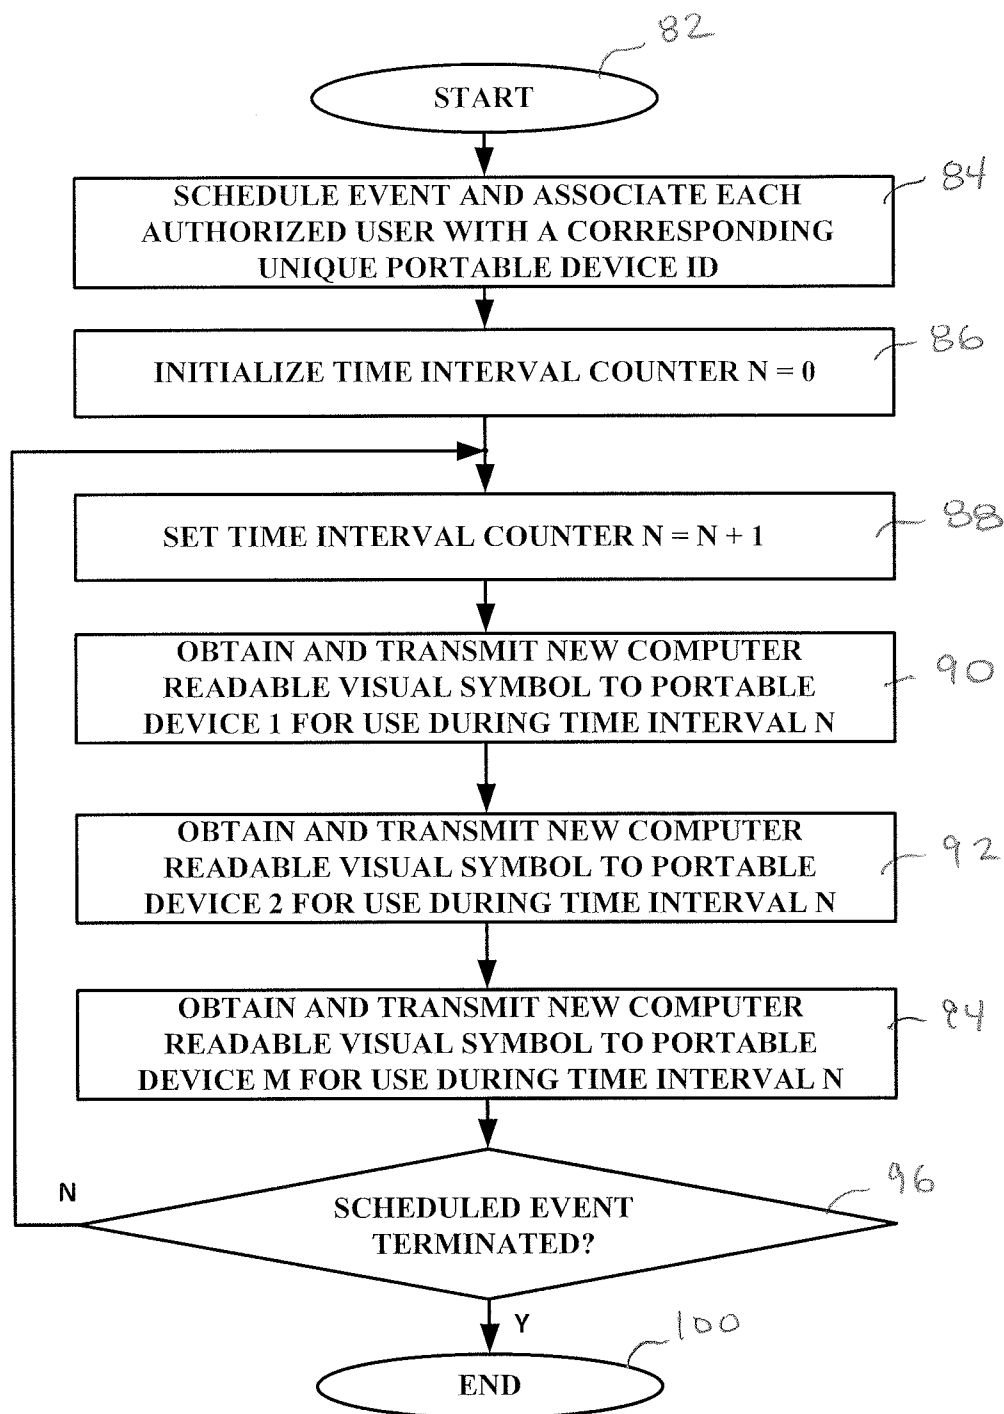 82
START
SCHEDULE EVENT AND ASSOCIATE EACH
AUTHORIZED USER WITH A CORRESPONDING
UNIQUE PORTABLE DEVICE ID
84
INITIALIZE TIME INTERVAL COUNTER N = 0
86
SET TIME INTERVAL COUNTER N = N + 1
88
OBTAIN AND TRANSMIT NEW COMPUTER
READABLE VISUAL SYMBOL TO PORTABLE
DEVICE 1 FOR USE DURING TIME INTERVAL N
90
OBTAIN AND TRANSMIT NEW COMPUTER
READABLE VISUAL SYMBOL TO PORTABLE
DEVICE 2 FOR USE DURING TIME INTERVAL N
92
OBTAIN AND TRANSMIT NEW COMPUTER
READABLE VISUAL SYMBOL TO PORTABLE
DEVICE M FOR USE DURING TIME INTERVAL N
94
N
SCHEDULED EVENT
TERMINATED?
96
Y
100
END